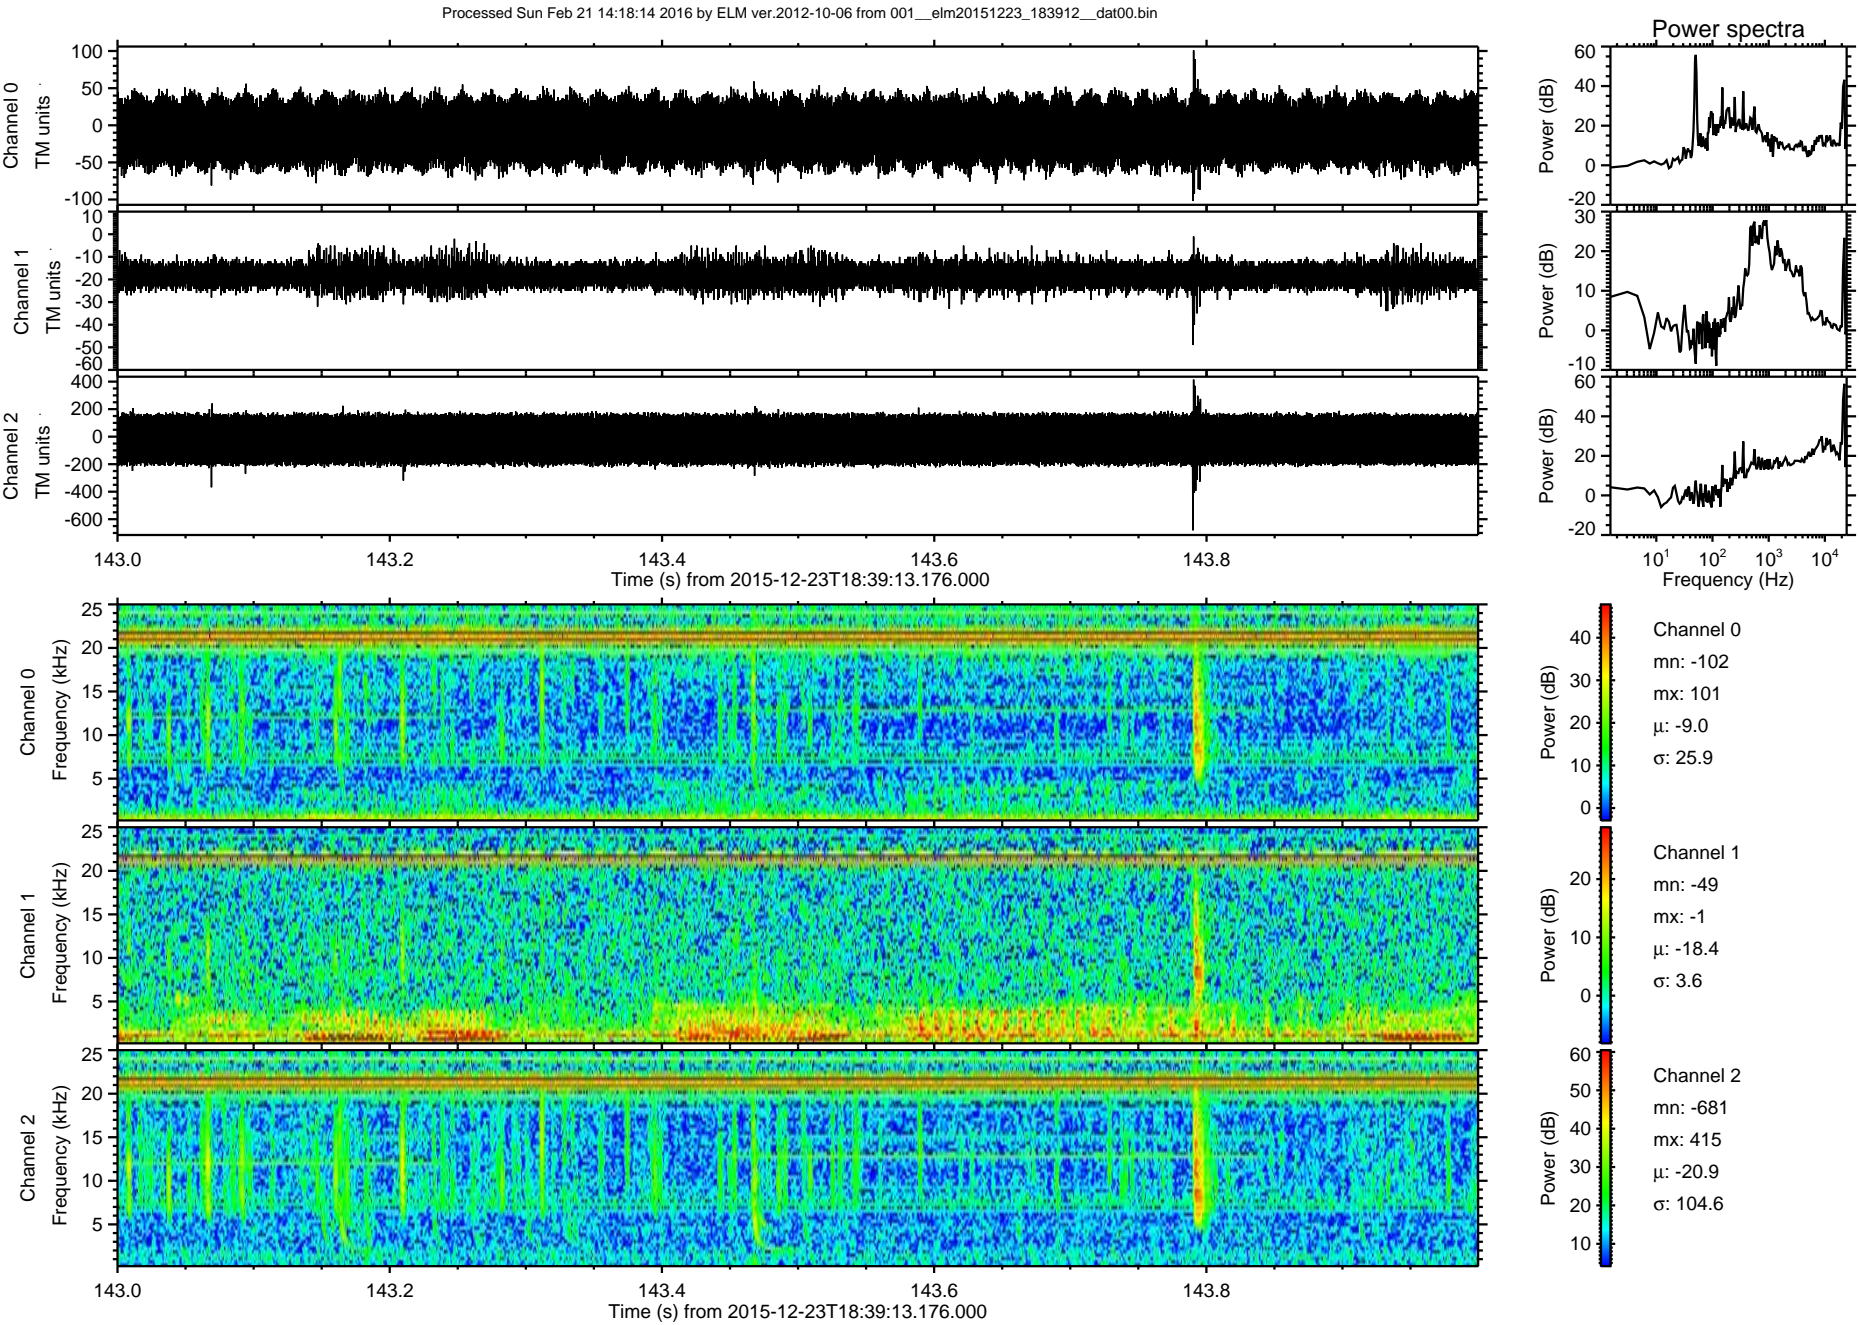 Processed Sun Feb 21 14:18:14 2016 by ELM ver.2012-10-06 from 001__elm20151223_183912__dat00.bin
Power spectra
Channel 0
TM units
100
50
0
-50
-100
Power (dB)
60
40
20
0
-20
Channel 1
TM units
10
0
-10
-20
-30
-40
-50
-60
Power (dB)
30
20
10
0
-10
Channel 2
TM units
400
200
0
-200
-400
-600
Power (dB)
60
40
20
0
-20
143.0 143.2 143.4 143.6 143.8
Time (s) from 2015-12-23T18:39:13.176.000
10¹ 10² 10³ 10⁴
Frequency (Hz)
Channel 0
Frequency (kHz)
25
20
15
10
5
Power (dB)
40
30
20
10
0
Channel 0
mn: -102
mx: 101
μ: -9.0
σ: 25.9
Channel 1
Frequency (kHz)
25
20
15
10
5
Power (dB)
20
10
0
Channel 1
mn: -49
mx: -1
μ: -18.4
σ: 3.6
Channel 2
Frequency (kHz)
25
20
15
10
5
Power (dB)
60
50
40
30
20
10
Channel 2
mn: -681
mx: 415
μ: -20.9
σ: 104.6
143.0 143.2 143.4 143.6 143.8
Time (s) from 2015-12-23T18:39:13.176.000